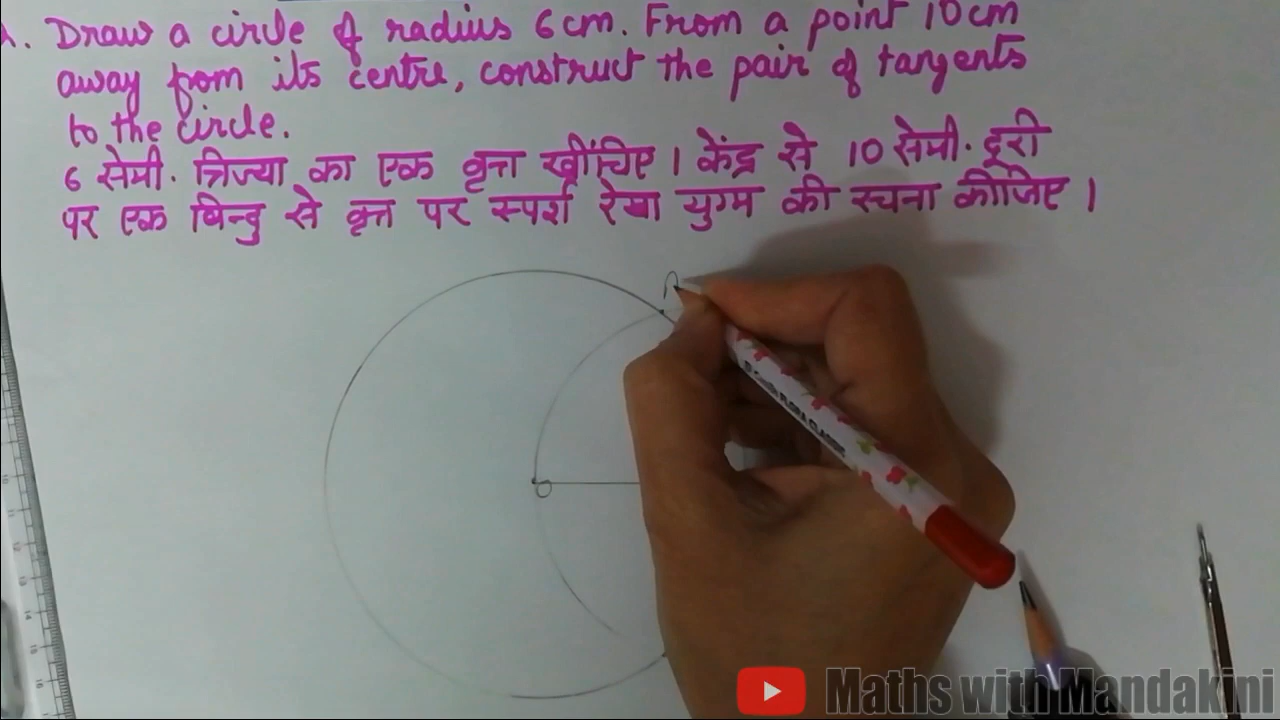 Draw a circle of radius 6 cm. From a point 10 cm
away from its centre, construct the pair of tangents
to the circle.
6 सेमी. त्रिज्या का एक वृत्त खींचिए । केंद्र से 10 सेमी. दूरी
पर एक बिन्दु से वृत्त पर स्पर्श रेखा युग्म की रचना कीजिए ।
O
Maths with Mandakini